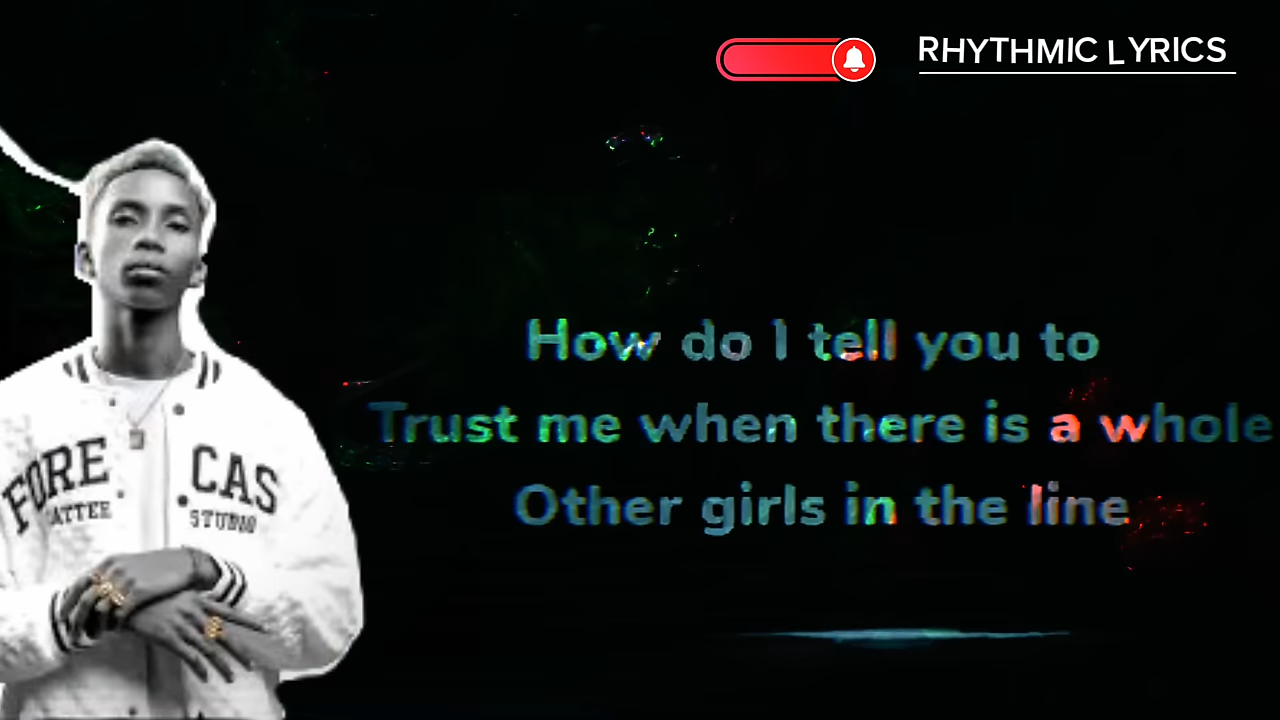 RHYTHMIC LYRICS
How do I tell you to
Trust me when there is a whole
Other girls in the line
FORE CAS
ATTEE STUDIO